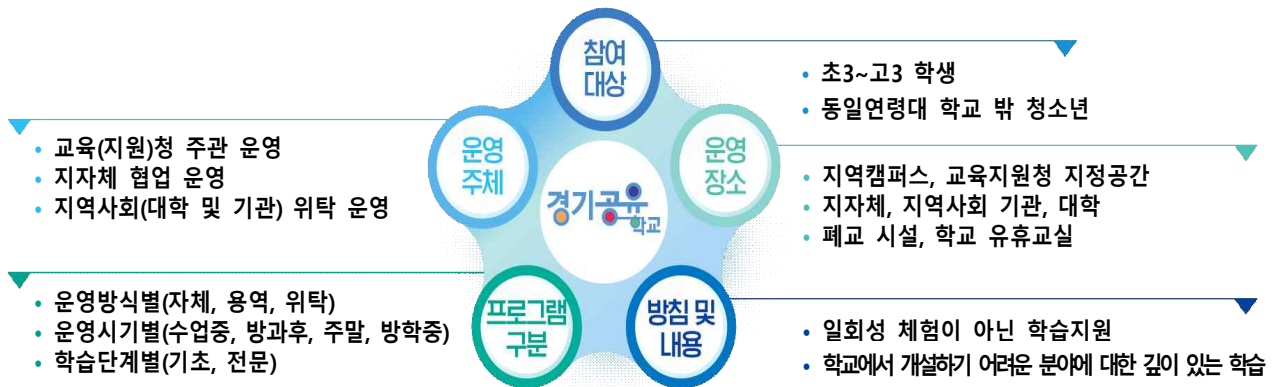 참여
대상
• 초3~고3 학생
• 동일연령대 학교 밖 청소년
운영
주체
• 교육(지원)청 주관 운영
• 지자체 협업 운영
• 지역사회(대학 및 기관) 위탁 운영
운영
장소
• 지역캠퍼스, 교육지원청 지정공간
• 지자체, 지역사회 기관, 대학
• 폐교 시설, 학교 유휴교실
경기공유
학교
프로그램
구분
• 운영방식별(자체, 용역, 위탁)
• 운영시기별(수업중, 방과후, 주말, 방학중)
• 학습단계별(기초, 전문)
방침 및
내용
• 일회성 체험이 아닌 학습지원
• 학교에서 개설하기 어려운 분야에 대한 깊이 있는 학습